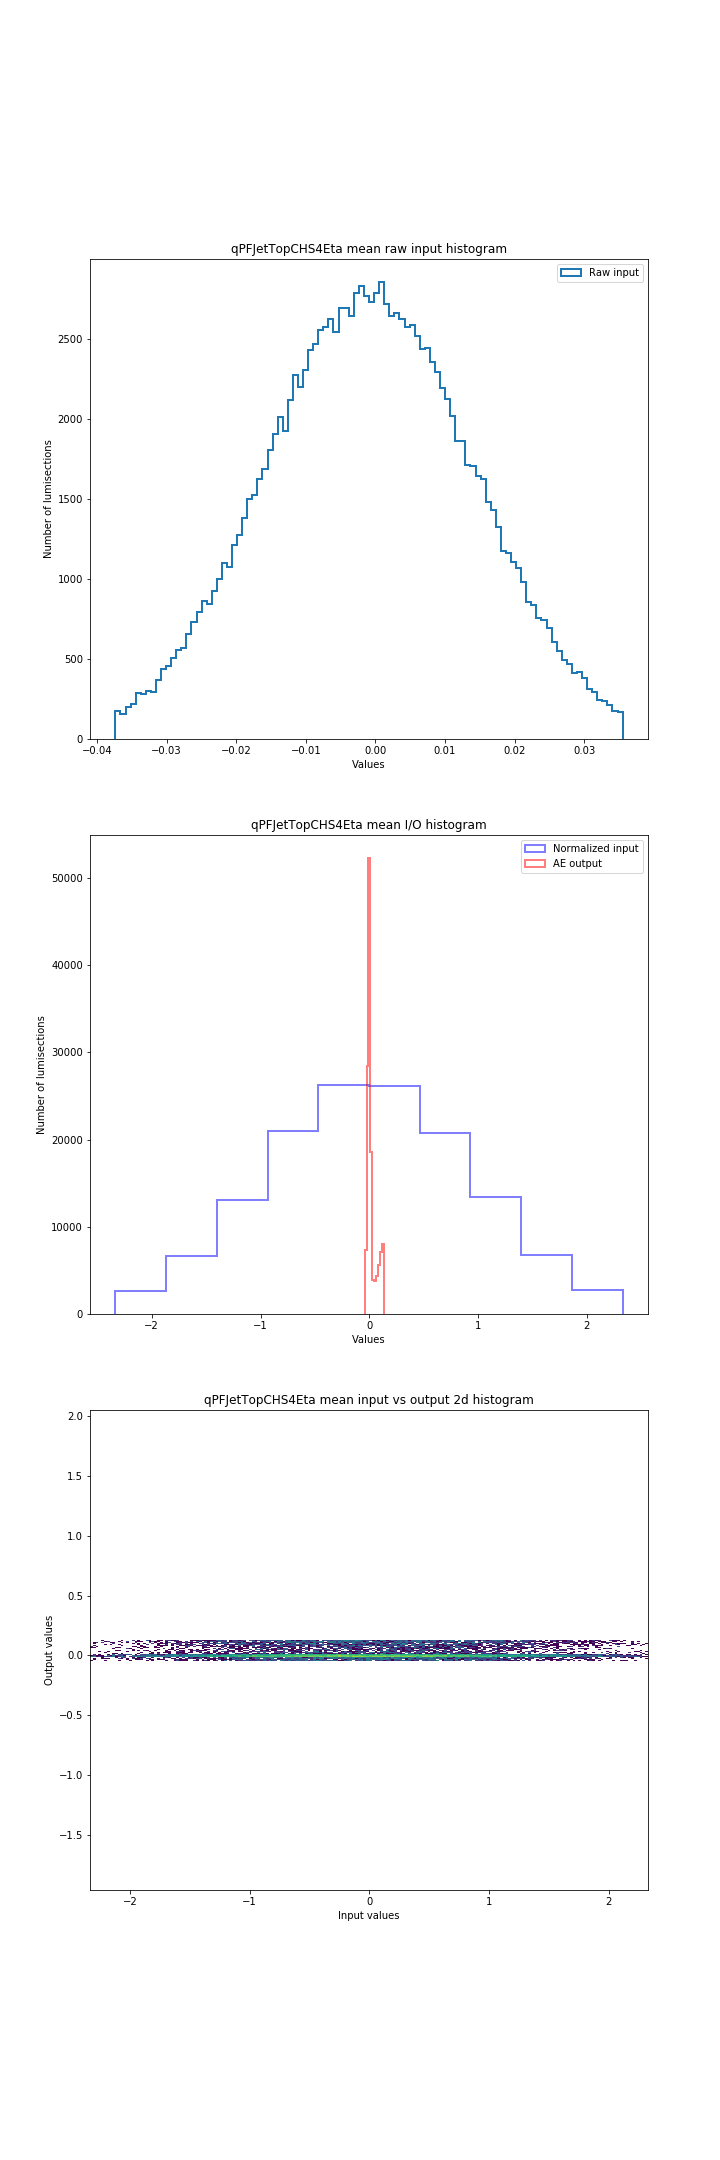 qPFJetTopCHS4Eta mean raw input histogram
Raw input
Number of lumisections
2500
2000
1500
1000
500
0
−0.04 −0.03 −0.02 −0.01 0.00 0.01 0.02 0.03
Values
qPFJetTopCHS4Eta mean I/O histogram
Normalized input
AE output
Number of lumisections
50000
40000
30000
20000
10000
0
−2 −1 0 1 2
Values
qPFJetTopCHS4Eta mean input vs output 2d histogram
Output values
2.0
1.5
1.0
0.5
0.0
−0.5
−1.0
−1.5
−2 −1 0 1 2
Input values